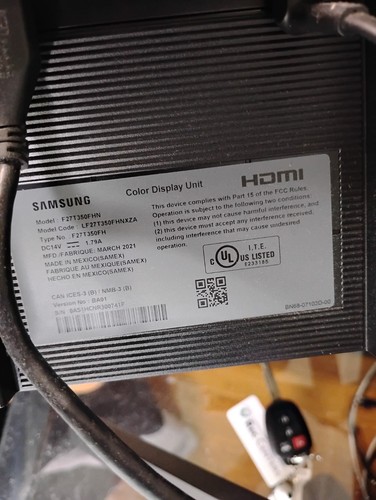 SAMSUNG
Color Display Unit
HDMI
Model : F27T350FHN
Model Code : LF27T350FHNXZA
Type No. : F27T350FH
DC14V ⎓ 1.79A
MFD./FABRIQUE: MARCH 2021
MADE IN MEXICO(SAMEX)
FABRIQUE AU MEXIQUE(SAMEX)
HECHO EN MEXICO(SAMEX)
This device complies with Part 15 of the FCC Rules.
Operation is subject to the following two conditions:
(1) this device may not cause harmful interference, and
(2) this device must accept any interference received,
including interference that may cause undesired
operation.
c UL US LISTED
I.T.E.
E233185
CAN ICES-3 (B) / NMB-3 (B)
Version No : BA01
S/N